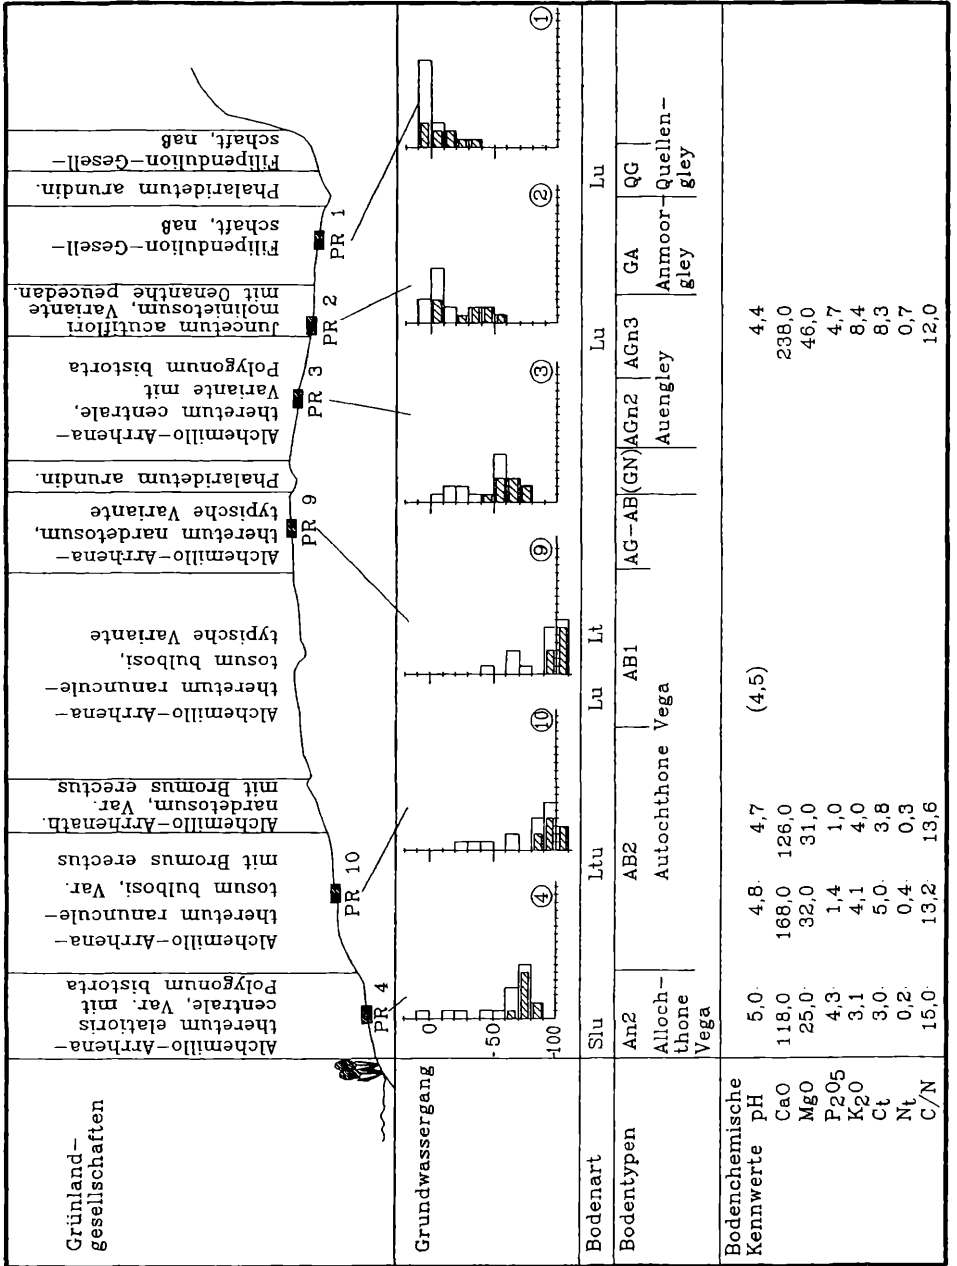 Grünland-
gesellschaften
Alchemillo-Arrhena-
theretum elatioris
centrale, Var. mit
Polygonum bistorta
Alchemillo-Arrhena-
theretum ranuncule-
tosum bulbosi, Var.
mit Bromus erectus
Alchemillo-Arrhenath.
nardetosum, Var.
mit Bromus erectus
Alchemillo-Arrhena-
theretum ranuncule-
tosum bulbosi,
typische Variante
Alchemillo-Arrhena-
theretum nardetosum,
typische Variante
Phalaridetum arundin.
Alchemillo-Arrhena-
theretum centrale,
Variante mit
Polygonum bistorta
Juncetum acutiflori
molinietosum, Variante
mit Oenanthe peucedan.
Filipendulion-Gesell-
schaft, naß
Phalaridetum arundin.
Filipendulion-Gesell-
schaft, naß
PR 4
PR 10
PR 9
PR 3
PR 2
PR 1
Grundwassergang
0
-50
-100
4
10
9
3
2
1
Bodenart
Slu
Ltu
Lu
Lt
Lu
Lu
Bodentypen
An2
AB2
AB1
AG-AB
(GN)
AGn2
AGn3
GA
QG
Alloch-
thone
Vega
Autochthone Vega
Auengley
Anmoor-
gley
Quellen-
gley
Bodenchemische
Kennwerte
pH 5,0 4,8 4,7 (4,5) 4,4
CaO 118,0 168,0 126,0 238,0
MgO 25,0 32,0 31,0 46,0
P2O5 4,3 1,4 1,0 4,7
K2O 3,1 4,1 4,0 8,4
Ct 3,0 5,0 3,8 8,3
Nt 0,2 0,4 0,3 0,7
C/N 15,0 13,2 13,6 12,0